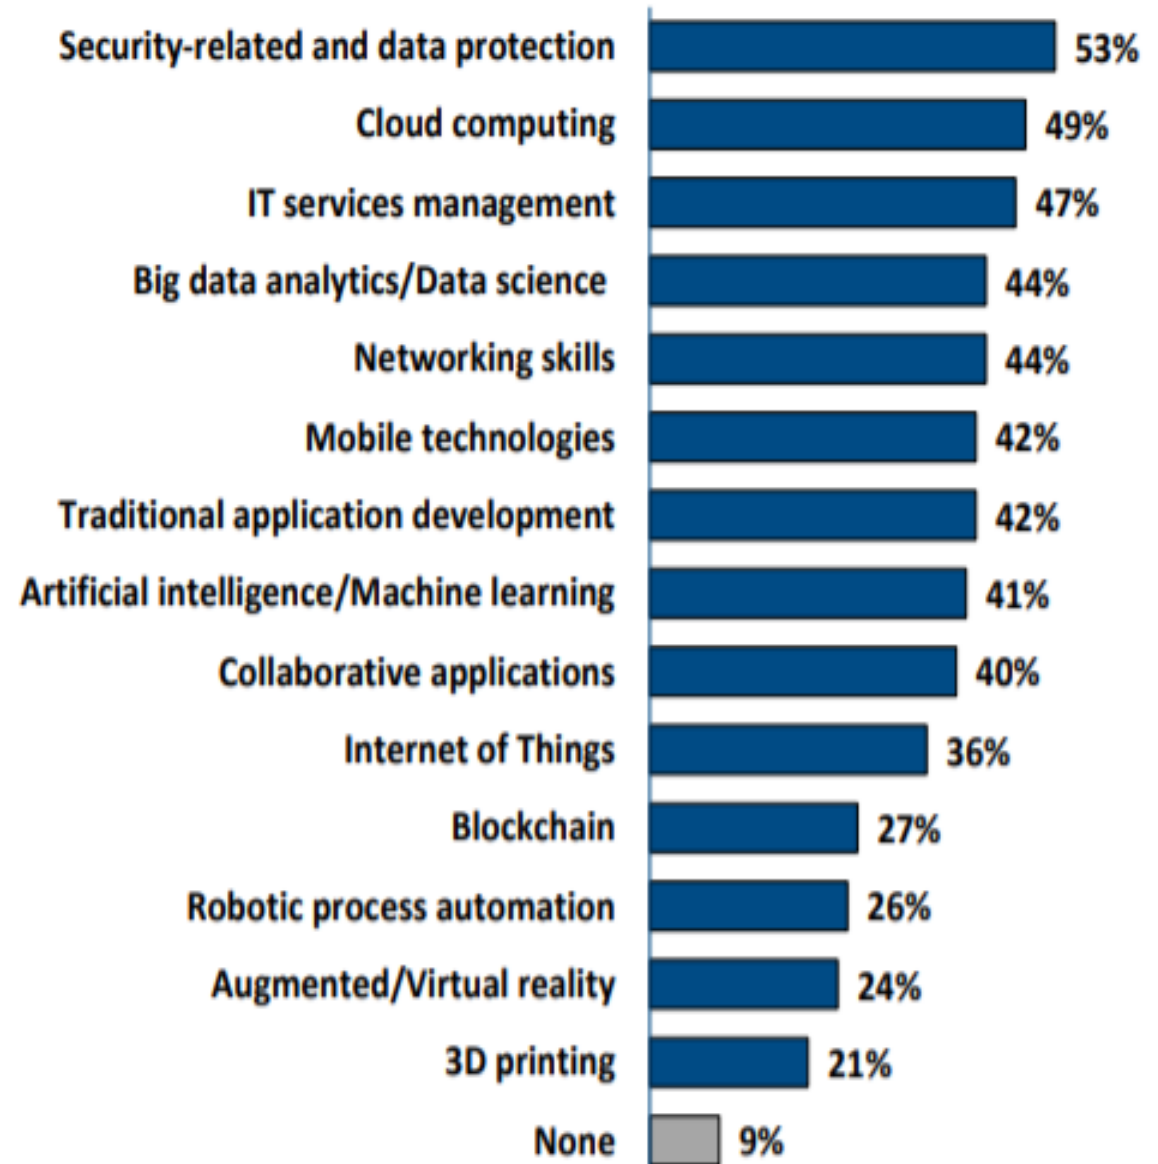 Security-related and data protection 53%
Cloud computing 49%
IT services management 47%
Big data analytics/Data science 44%
Networking skills 44%
Mobile technologies 42%
Traditional application development 42%
Artificial intelligence/Machine learning 41%
Collaborative applications 40%
Internet of Things 36%
Blockchain 27%
Robotic process automation 26%
Augmented/Virtual reality 24%
3D printing 21%
None 9%